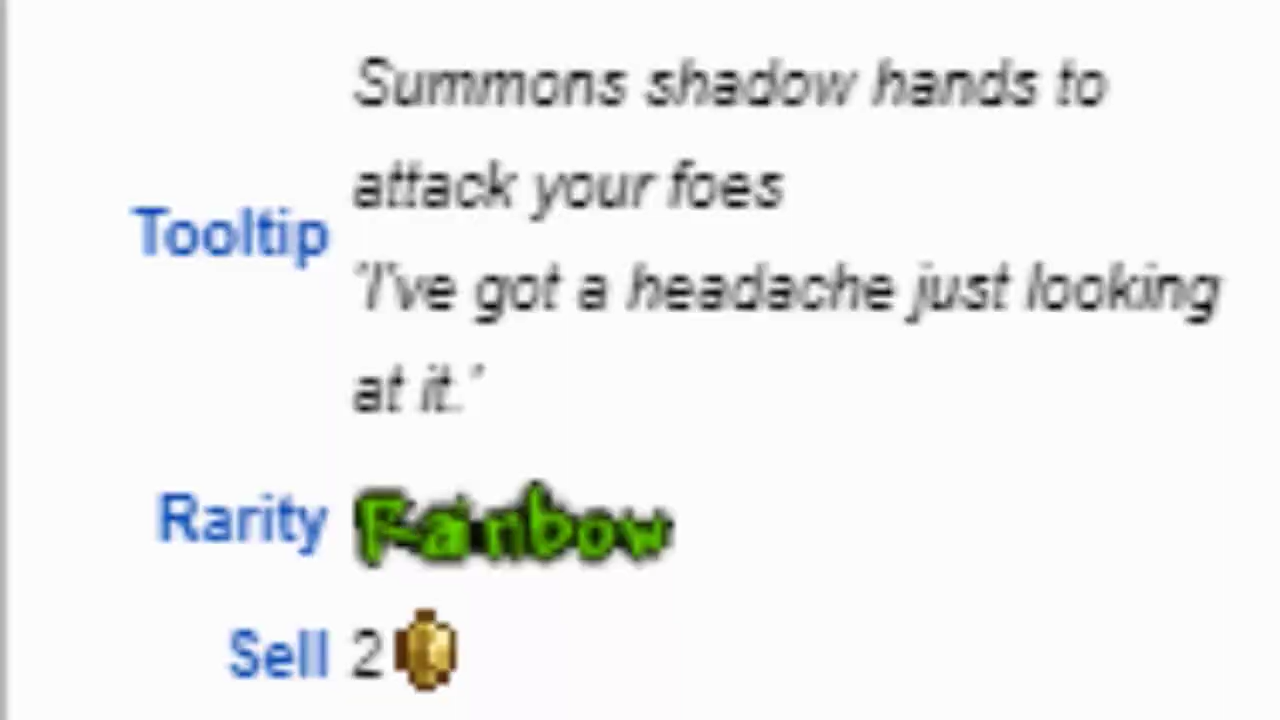 Summons shadow hands to
attack your foes
Tooltip
'I've got a headache just looking
at it.'
Rarity Rainbow
Sell 2